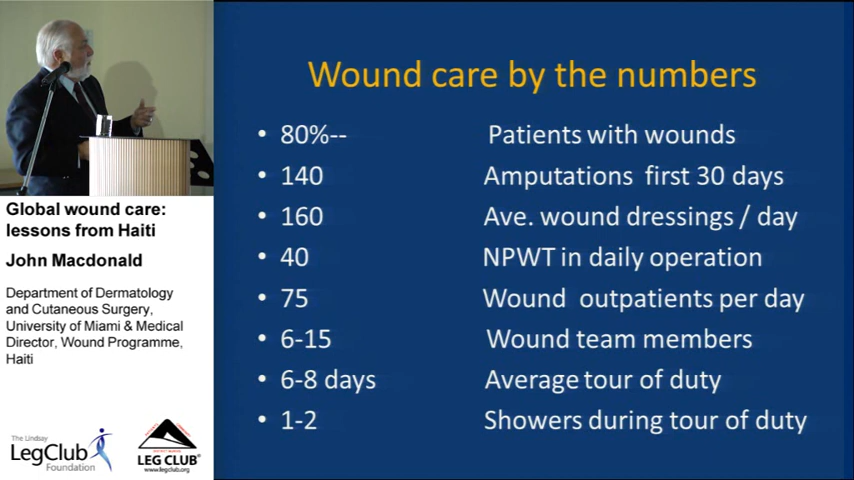 Wound care by the numbers
• 80%-- Patients with wounds
• 140 Amputations first 30 days
• 160 Ave. wound dressings / day
• 40 NPWT in daily operation
• 75 Wound outpatients per day
• 6-15 Wound team members
• 6-8 days Average tour of duty
• 1-2 Showers during tour of duty
Global wound care:
lessons from Haiti
John Macdonald
Department of Dermatology
and Cutaneous Surgery,
University of Miami & Medical
Director, Wound Programme,
Haiti
The Lindsay
LegClub
Foundation
LEG CLUB®
www.legclub.org